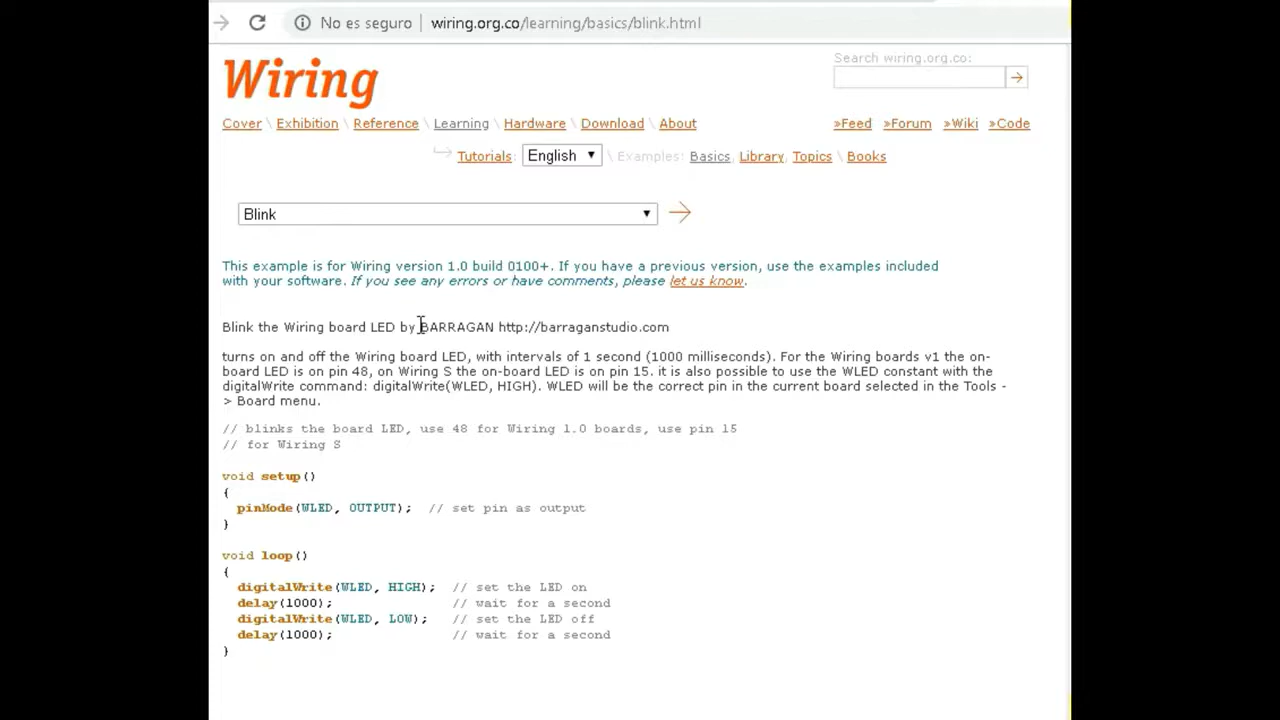 No es seguro | wiring.org.co/learning/basics/blink.html
Wiring
Search wiring.org.co:
Cover \ Exhibition \ Reference \ Learning \ Hardware \ Download \ About
»Feed »Forum »Wiki »Code
Tutorials: English \ Examples: Basics, Library, Topics \ Books
Blink
This example is for Wiring version 1.0 build 0100+. If you have a previous version, use the examples included
with your software. If you see any errors or have comments, please let us know.
Blink the Wiring board LED by BARRAGAN http://barraganstudio.com
turns on and off the Wiring board LED, with intervals of 1 second (1000 milliseconds). For the Wiring boards v1 the on-
board LED is on pin 48, on Wiring S the on-board LED is on pin 15. it is also possible to use the WLED constant with the
digitalWrite command: digitalWrite(WLED, HIGH). WLED will be the correct pin in the current board selected in the Tools -
> Board menu.
// blinks the board LED, use 48 for Wiring 1.0 boards, use pin 15
// for Wiring S
void setup()
{
pinMode(WLED, OUTPUT); // set pin as output
}
void loop()
{
digitalWrite(WLED, HIGH); // set the LED on
delay(1000); // wait for a second
digitalWrite(WLED, LOW); // set the LED off
delay(1000); // wait for a second
}